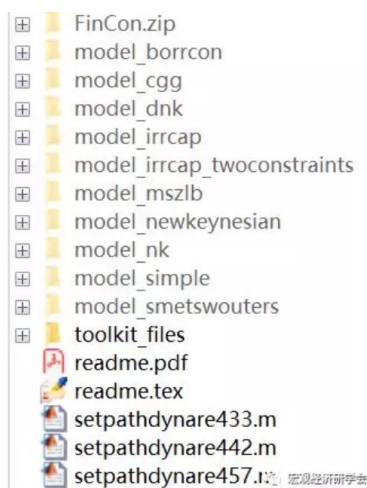 FinCon.zip
model_borrcon
model_cgg
model_dnk
model_irrcap
model_irrcap_twoconstraints
model_mszlb
model_newkeynesian
model_nk
model_simple
model_smetswouters
toolkit_files
readme.pdf
readme.tex
setpathdynare433.m
setpathdynare442.m
setpathdynare457.m
宏观经济研学会